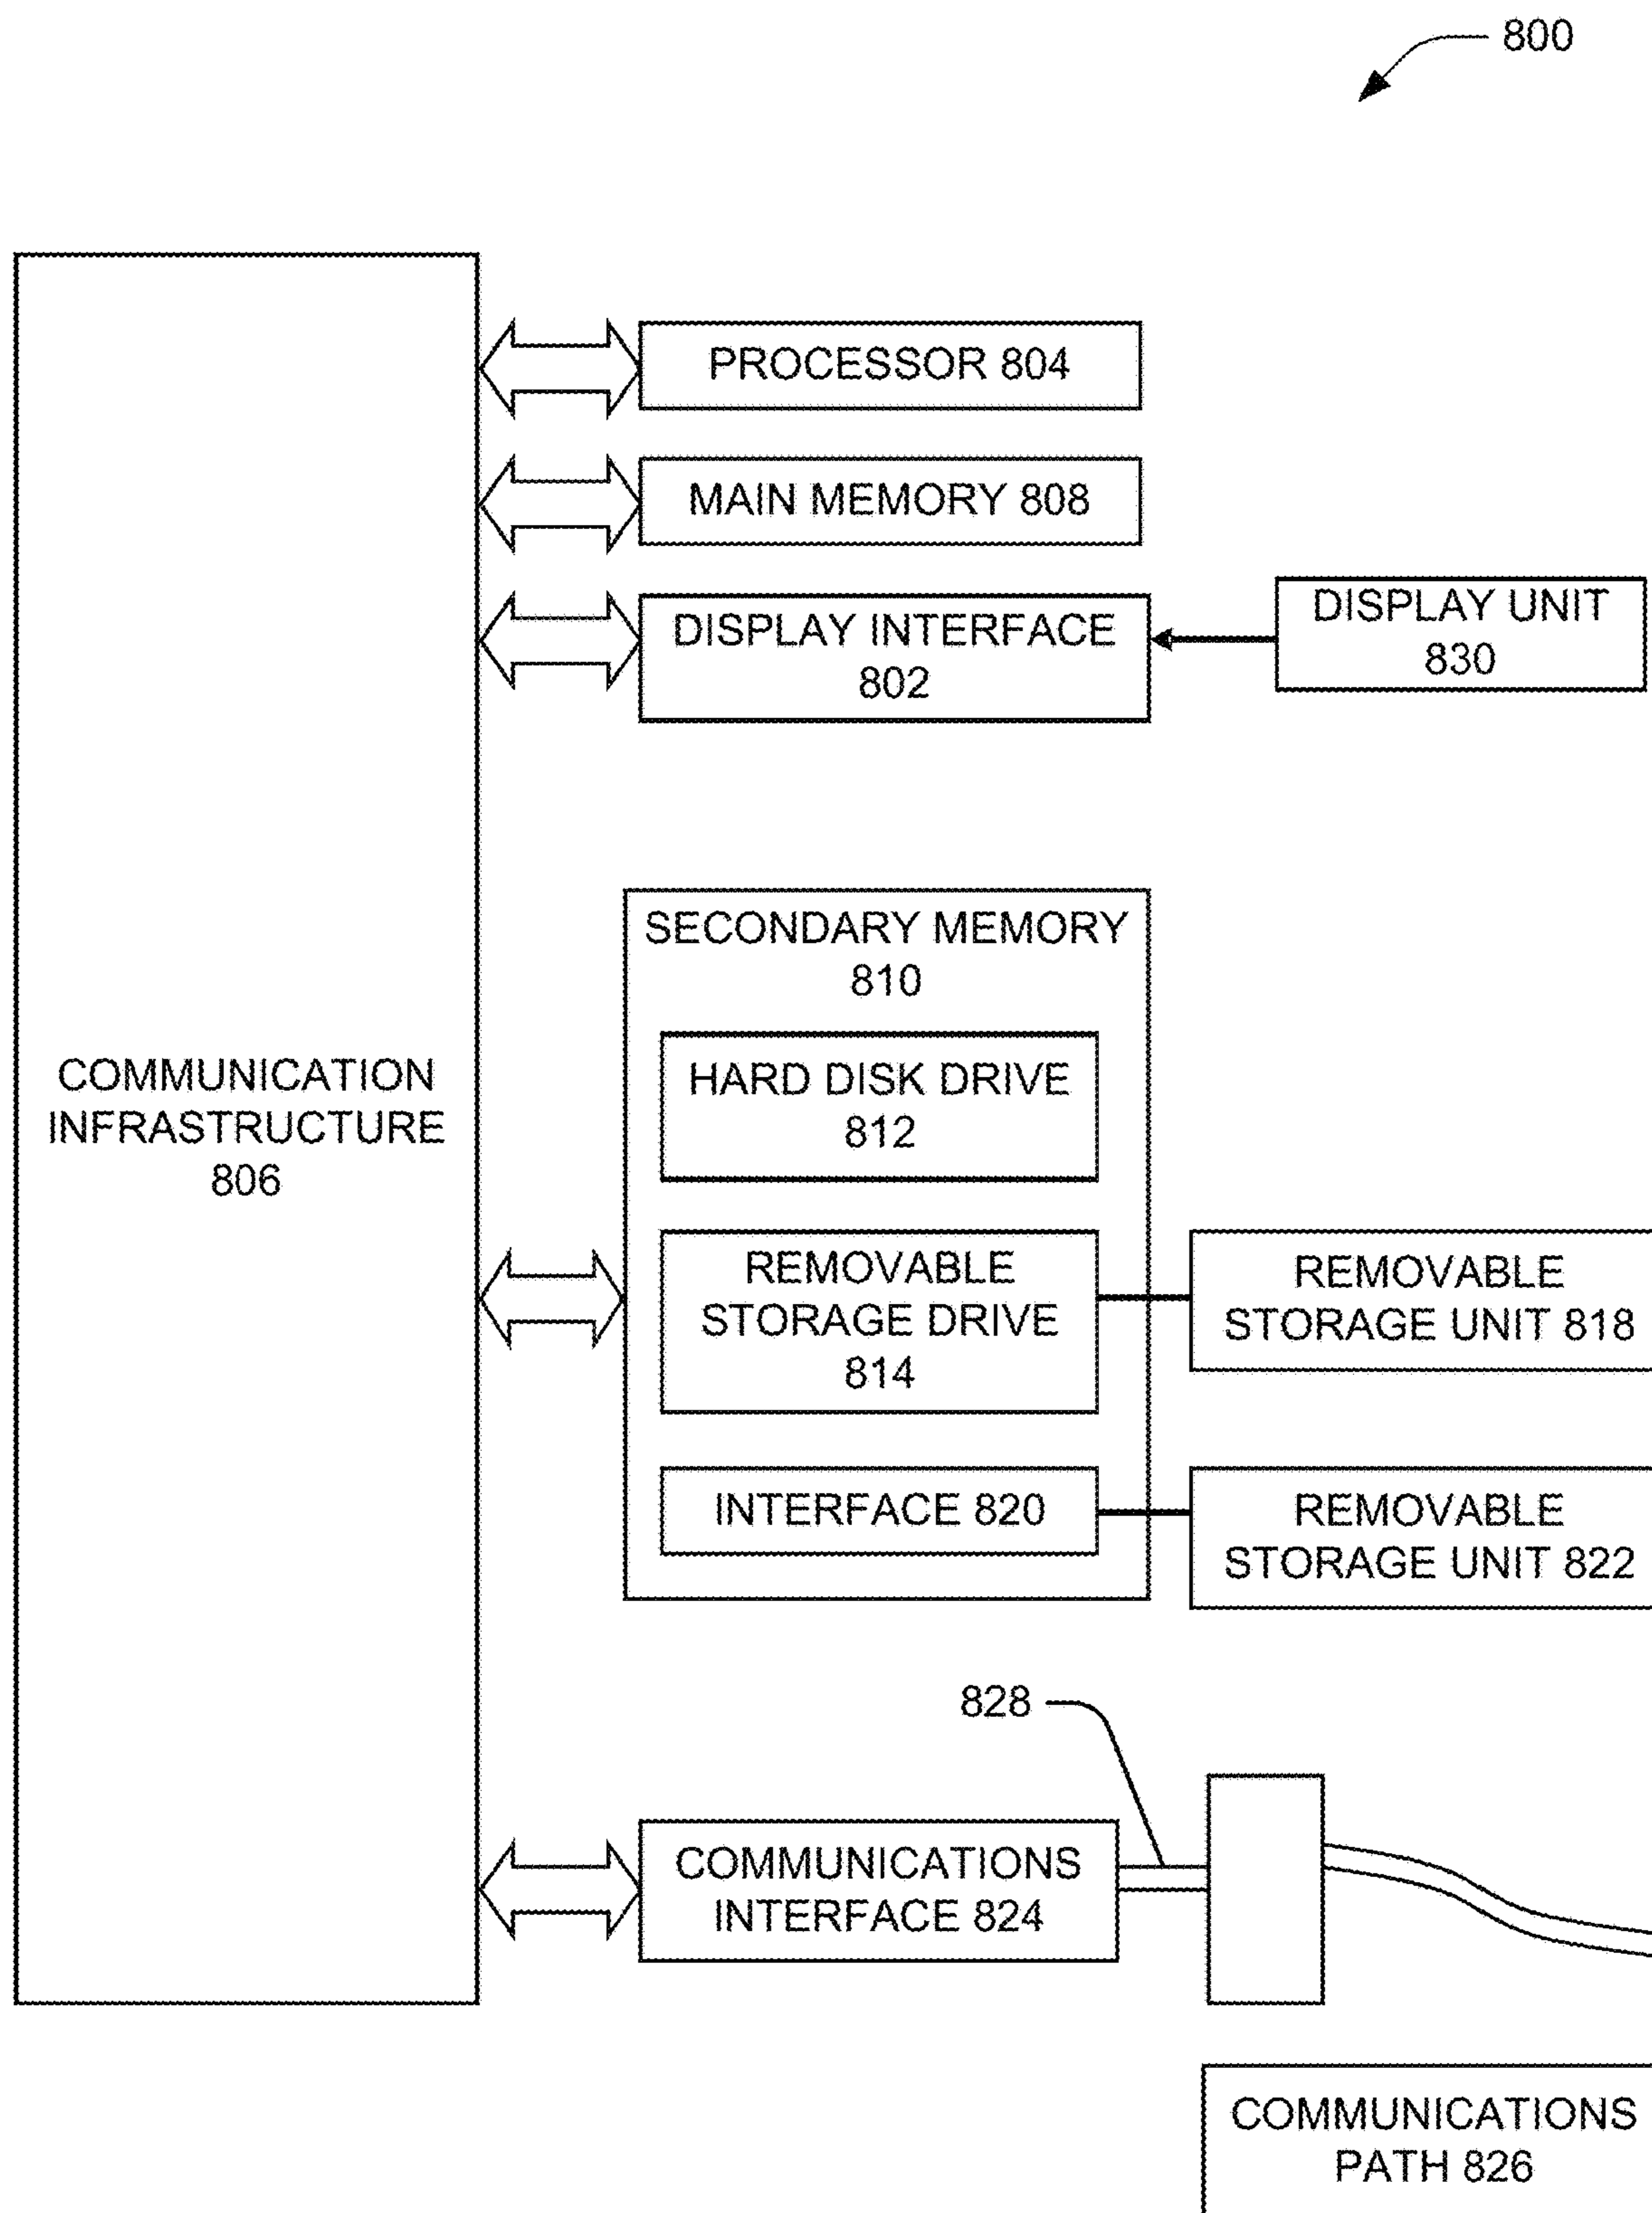 800
PROCESSOR 804
MAIN MEMORY 808
DISPLAY INTERFACE
802
DISPLAY UNIT
830
COMMUNICATION
INFRASTRUCTURE
806
SECONDARY MEMORY
810
HARD DISK DRIVE
812
REMOVABLE
STORAGE DRIVE
814
REMOVABLE
STORAGE UNIT 818
INTERFACE 820
REMOVABLE
STORAGE UNIT 822
828
COMMUNICATIONS
INTERFACE 824
COMMUNICATIONS
PATH 826